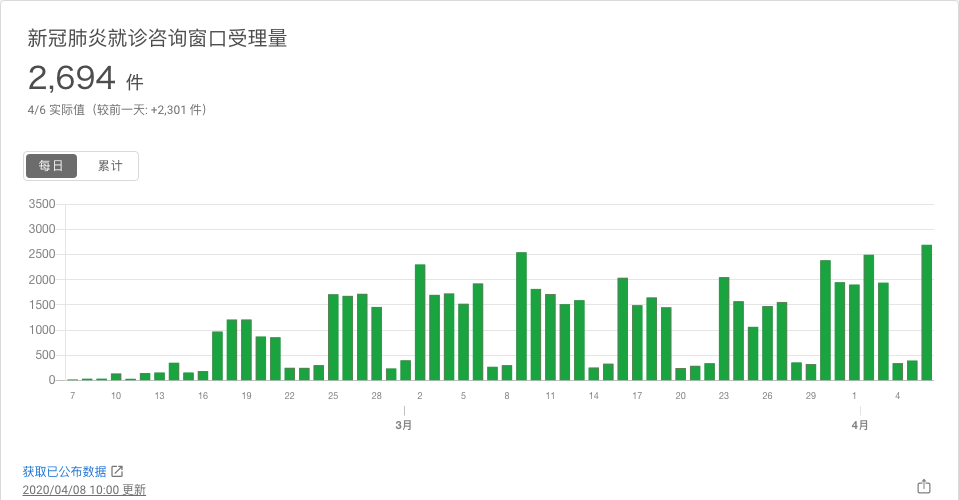 新冠肺炎就诊咨询窗口受理量
2,694 件
4/6 实际值（较前一天: +2,301 件）
每日 累计
3500
3000
2500
2000
1500
1000
500
0
7 10 13 16 19 22 25 28 2 5 8 11 14 17 20 23 26 29 1 4
3月 4月
获取已公布数据
2020/04/08 10:00 更新